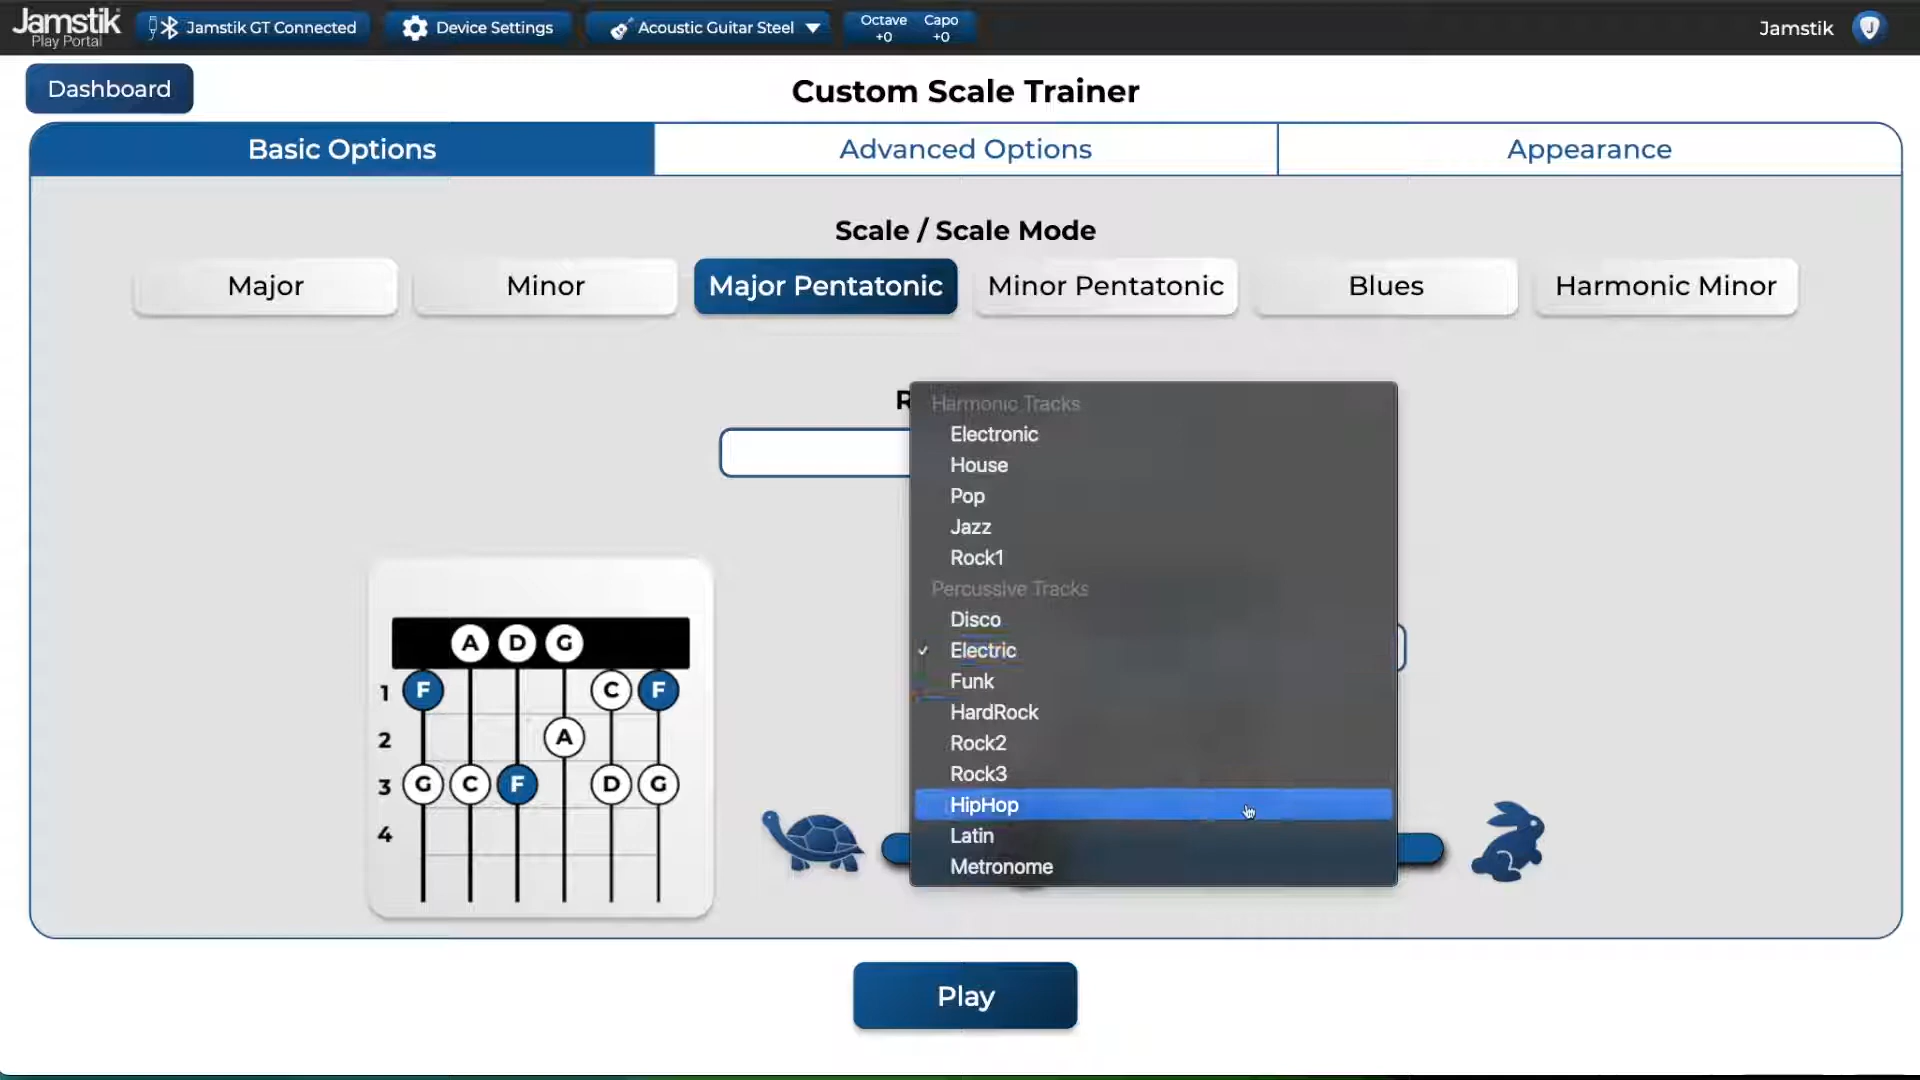 Jamstik
Play Portal
Jamstik GT Connected
Device Settings
Acoustic Guitar Steel
Octave
+0
Capo
+0
Jamstik
Dashboard
Custom Scale Trainer
Basic Options
Advanced Options
Appearance
Scale / Scale Mode
Major
Minor
Major Pentatonic
Minor Pentatonic
Blues
Harmonic Minor
R
Harmonic Tracks
Electronic
House
Pop
Jazz
Rock1
Percussive Tracks
Disco
Electric
Funk
HardRock
Rock2
Rock3
HipHop
Latin
Metronome
A D G
1 F C F
2 A
3 G C F D G
4
Play